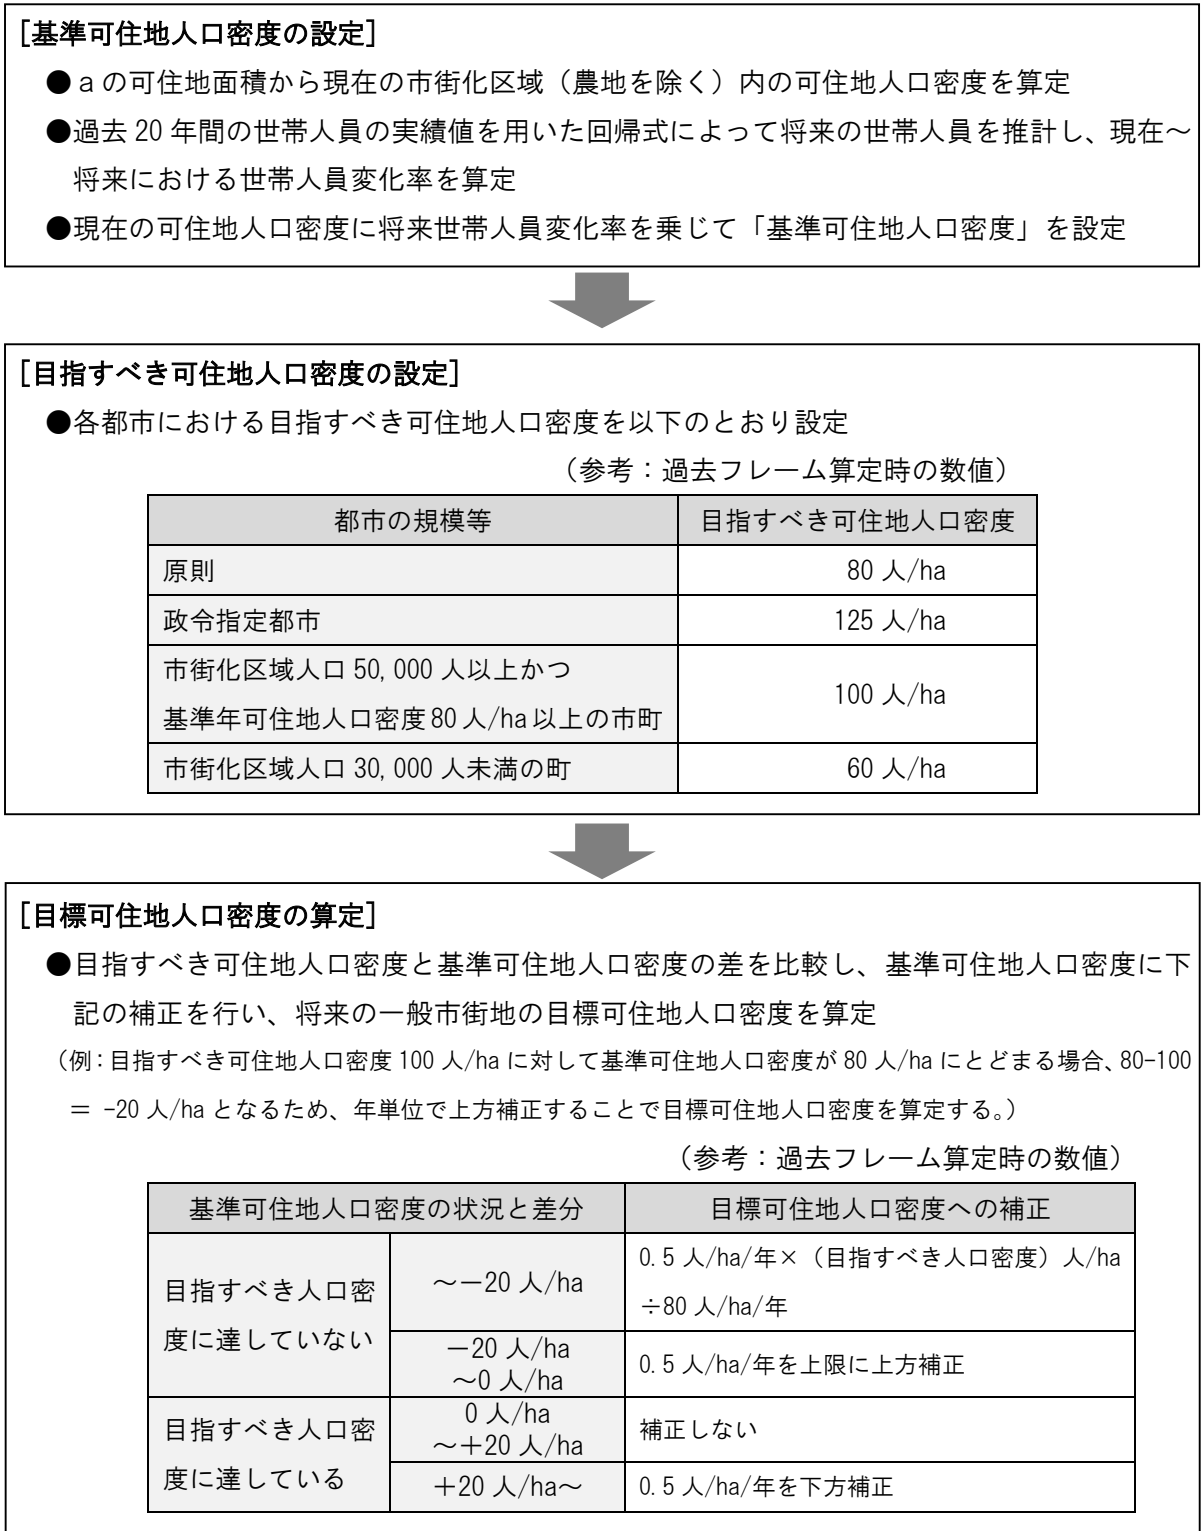 ［基準可住地人口密度の設定］
●ａの可住地面積から現在の市街化区域（農地を除く）内の可住地人口密度を算定
●過去 20 年間の世帯人員の実績値を用いた回帰式によって将来の世帯人員を推計し、現在～
将来における世帯人員変化率を算定
●現在の可住地人口密度に将来世帯人員変化率を乗じて「基準可住地人口密度」を設定
［目指すべき可住地人口密度の設定］
●各都市における目指すべき可住地人口密度を以下のとおり設定
（参考：過去フレーム算定時の数値）
都市の規模等 目指すべき可住地人口密度
原則 80 人/ha
政令指定都市 125 人/ha
市街化区域人口 50,000 人以上かつ
基準年可住地人口密度 80 人/ha 以上の市町 100 人/ha
市街化区域人口 30,000 人未満の町 60 人/ha
［目標可住地人口密度の算定］
●目指すべき可住地人口密度と基準可住地人口密度の差を比較し、基準可住地人口密度に下
記の補正を行い、将来の一般市街地の目標可住地人口密度を算定
（例：目指すべき可住地人口密度 100 人/ha に対して基準可住地人口密度が 80 人/ha にとどまる場合、80-100
＝ -20 人/ha となるため、年単位で上方補正することで目標可住地人口密度を算定する。）
（参考：過去フレーム算定時の数値）
基準可住地人口密度の状況と差分 目標可住地人口密度への補正
目指すべき人口密
度に達していない
～－20 人/ha
0.5 人/ha/年×（目指すべき人口密度）人/ha
÷80 人/ha/年
－20 人/ha
～0 人/ha
0.5 人/ha/年を上限に上方補正
目指すべき人口密
度に達している
0 人/ha
～＋20 人/ha
補正しない
＋20 人/ha～ 0.5 人/ha/年を下方補正